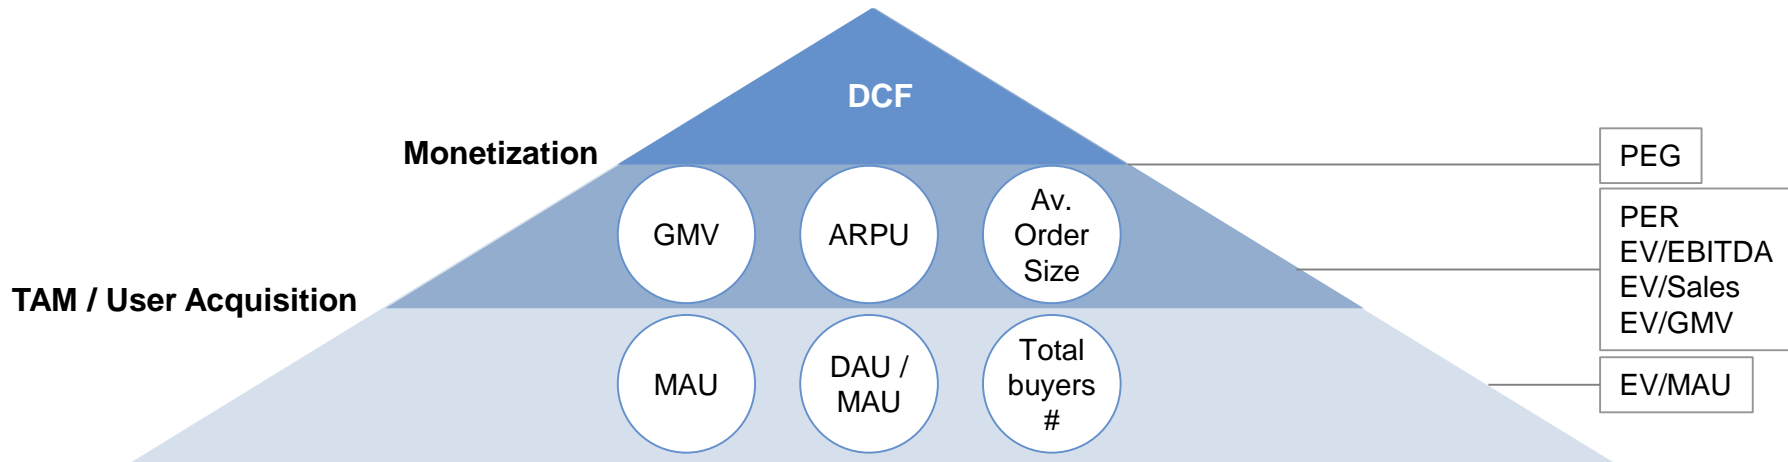 DCF
Monetization
PEG
GMV
ARPU
Av.
Order
Size
PER
EV/EBITDA
EV/Sales
EV/GMV
TAM / User Acquisition
MAU
DAU /
MAU
Total
buyers
#
EV/MAU